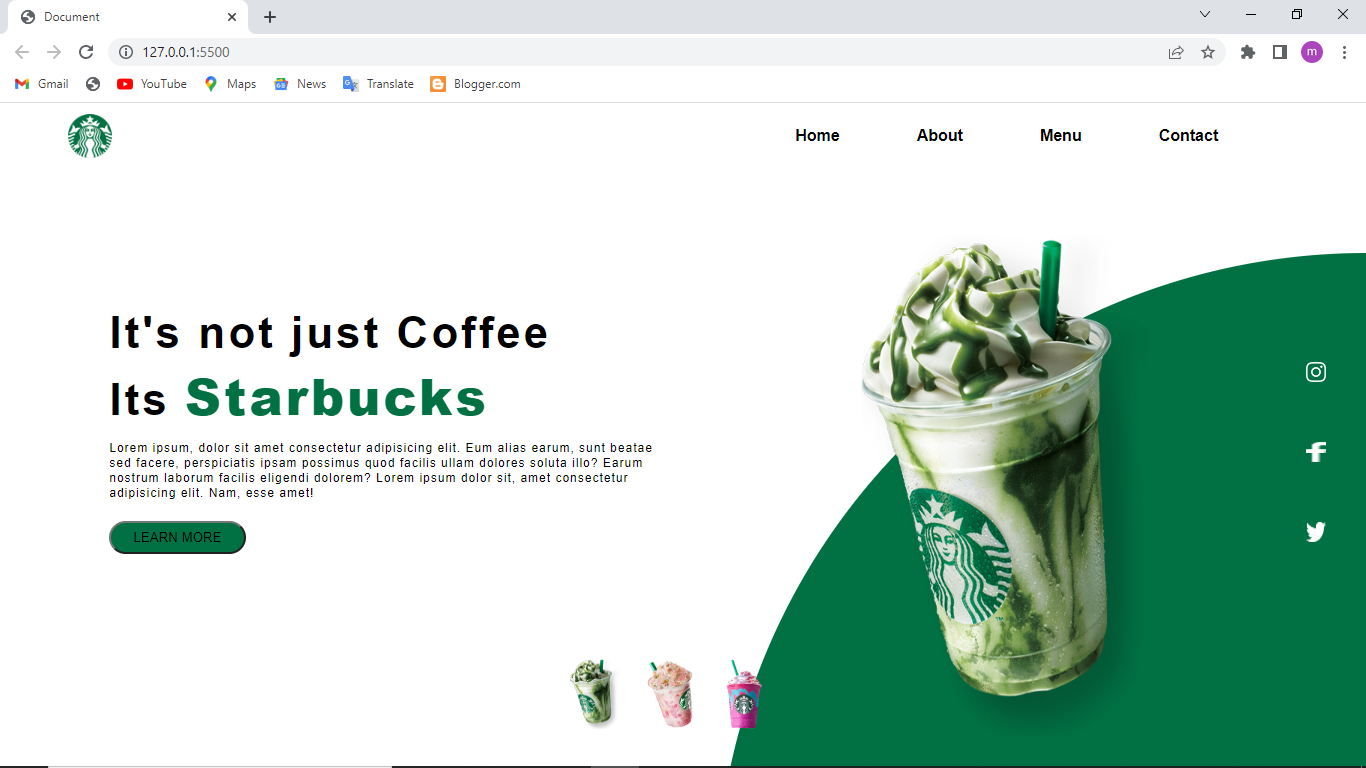 Document
127.0.0.1:5500
m
Gmail
YouTube
Maps
News
Translate
Blogger.com
Home
About
Menu
Contact
It's not just Coffee
Its Starbucks
Lorem ipsum, dolor sit amet consectetur adipisicing elit. Eum alias earum, sunt beatae
sed facere, perspiciatis ipsam possimus quod facilis ullam dolores soluta illo? Earum
nostrum laborum facilis eligendi dolorem? Lorem ipsum dolor sit, amet consectetur
adipisicing elit. Nam, esse amet!
LEARN MORE